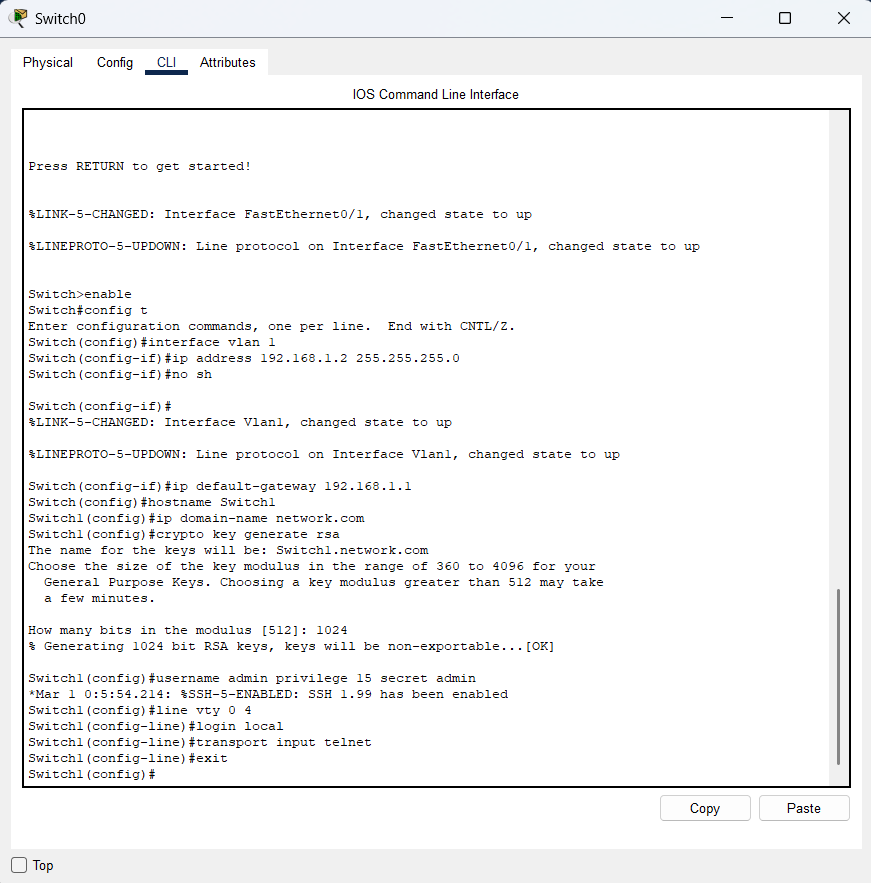 Switch0
Physical Config CLI Attributes
IOS Command Line Interface
Press RETURN to get started!
%LINK-5-CHANGED: Interface FastEthernet0/1, changed state to up
%LINEPROTO-5-UPDOWN: Line protocol on Interface FastEthernet0/1, changed state to up
Switch>enable
Switch#config t
Enter configuration commands, one per line.  End with CNTL/Z.
Switch(config)#interface vlan 1
Switch(config-if)#ip address 192.168.1.2 255.255.255.0
Switch(config-if)#no sh
Switch(config-if)#
%LINK-5-CHANGED: Interface Vlan1, changed state to up
%LINEPROTO-5-UPDOWN: Line protocol on Interface Vlan1, changed state to up
Switch(config-if)#ip default-gateway 192.168.1.1
Switch(config)#hostname Switch1
Switch1(config)#ip domain-name network.com
Switch1(config)#crypto key generate rsa
The name for the keys will be: Switch1.network.com
Choose the size of the key modulus in the range of 360 to 4096 for your
General Purpose Keys. Choosing a key modulus greater than 512 may take
a few minutes.
How many bits in the modulus [512]: 1024
% Generating 1024 bit RSA keys, keys will be non-exportable...[OK]
Switch1(config)#username admin privilege 15 secret admin
*Mar 1 0:5:54.214: %SSH-5-ENABLED: SSH 1.99 has been enabled
Switch1(config)#line vty 0 4
Switch1(config-line)#login local
Switch1(config-line)#transport input telnet
Switch1(config-line)#exit
Switch1(config)#
Copy Paste
Top